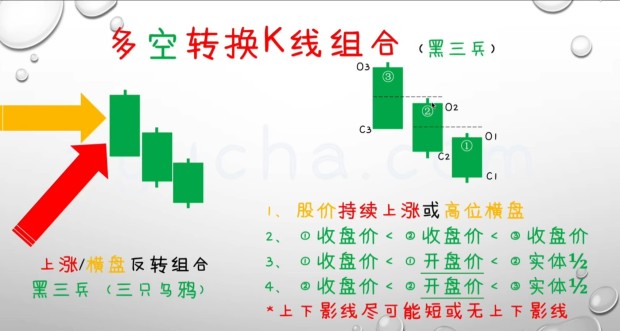 多空转换K线组合（黑三兵）
O3
③
②
O2
C3
O1
①
C2
C1
1、股价持续上涨或高位横盘
2、①收盘价<②收盘价<③收盘价
3、①收盘价<①开盘价<②实体½
4、②收盘价<②开盘价<③实体½
*上下影线尽可能短或无上下影线
上涨/横盘反转组合
黑三兵（三只乌鸦）